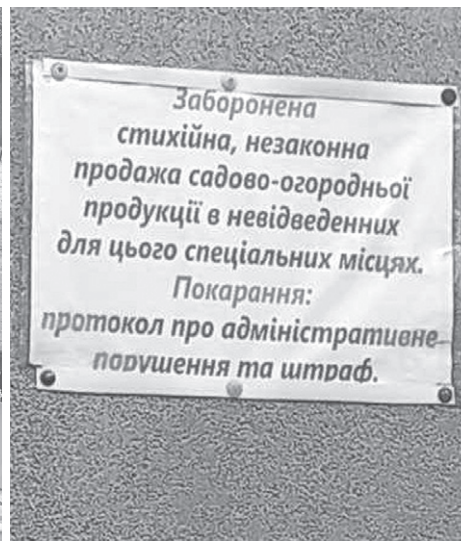 Заборонена
стихійна, незаконна
продажа садово-огородньої
продукції в невідведенних
для цього спеціальних місцях.
Покарання:
протокол про адміністративне
порушення та штраф.